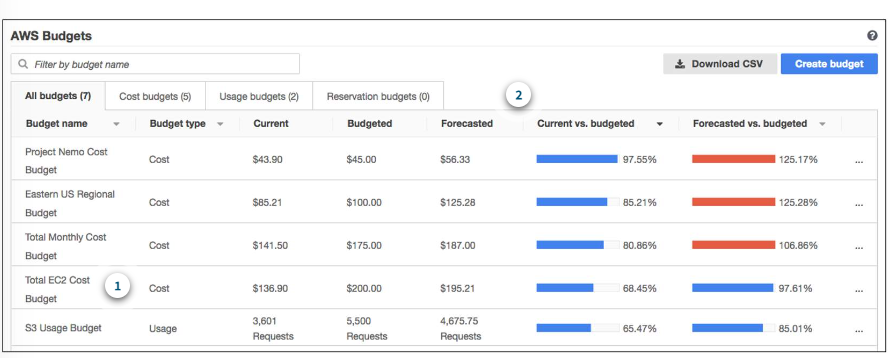 AWS Budgets
?
Filter by budget name
Download CSV
Create budget
All budgets (7) Cost budgets (5) Usage budgets (2) Reservation budgets (0)
2
Budget name Budget type Current Budgeted Forecasted Current vs. budgeted Forecasted vs. budgeted
Project Nemo Cost
Budget
Cost $43.90 $45.00 $56.33 97.55% 125.17% ...
Eastern US Regional
Budget
Cost $85.21 $100.00 $125.28 85.21% 125.28% ...
Total Monthly Cost
Budget
Cost $141.50 $175.00 $187.00 80.86% 106.86% ...
Total EC2 Cost
Budget
1
Cost $136.90 $200.00 $195.21 68.45% 97.61% ...
S3 Usage Budget Usage
3,601
Requests
5,500
Requests
4,675.75
Requests
65.47% 85.01% ...